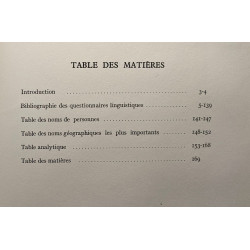 TABLE DES MATIÈRES
Introduction 3-4
Bibliographie des questionnaires linguistiques 5-139
Table des noms de personnes 141-147
Table des noms géographiques les plus importants 148-152
Table analytique 153-168
Table des matières 169